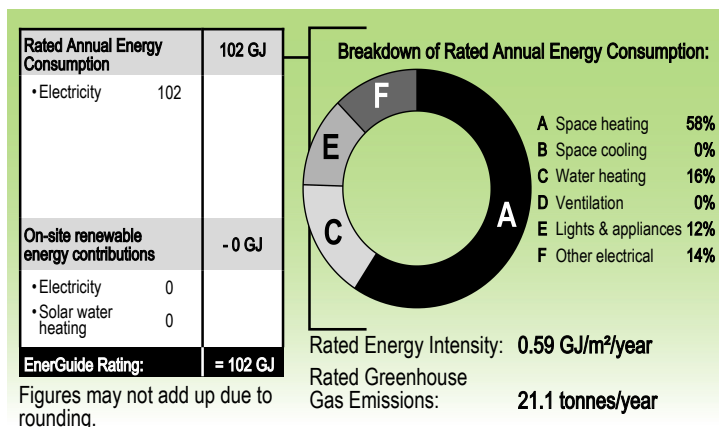 Rated Annual Energy
Consumption
102 GJ
• Electricity 102
On-site renewable
energy contributions
- 0 GJ
• Electricity 0
• Solar water
heating 0
EnerGuide Rating: = 102 GJ
Figures may not add up due to
rounding.
Breakdown of Rated Annual Energy Consumption:
F
E
C
A
A Space heating 58%
B Space cooling 0%
C Water heating 16%
D Ventilation 0%
E Lights & appliances 12%
F Other electrical 14%
Rated Energy Intensity: 0.59 GJ/m²/year
Rated Greenhouse
Gas Emissions: 21.1 tonnes/year